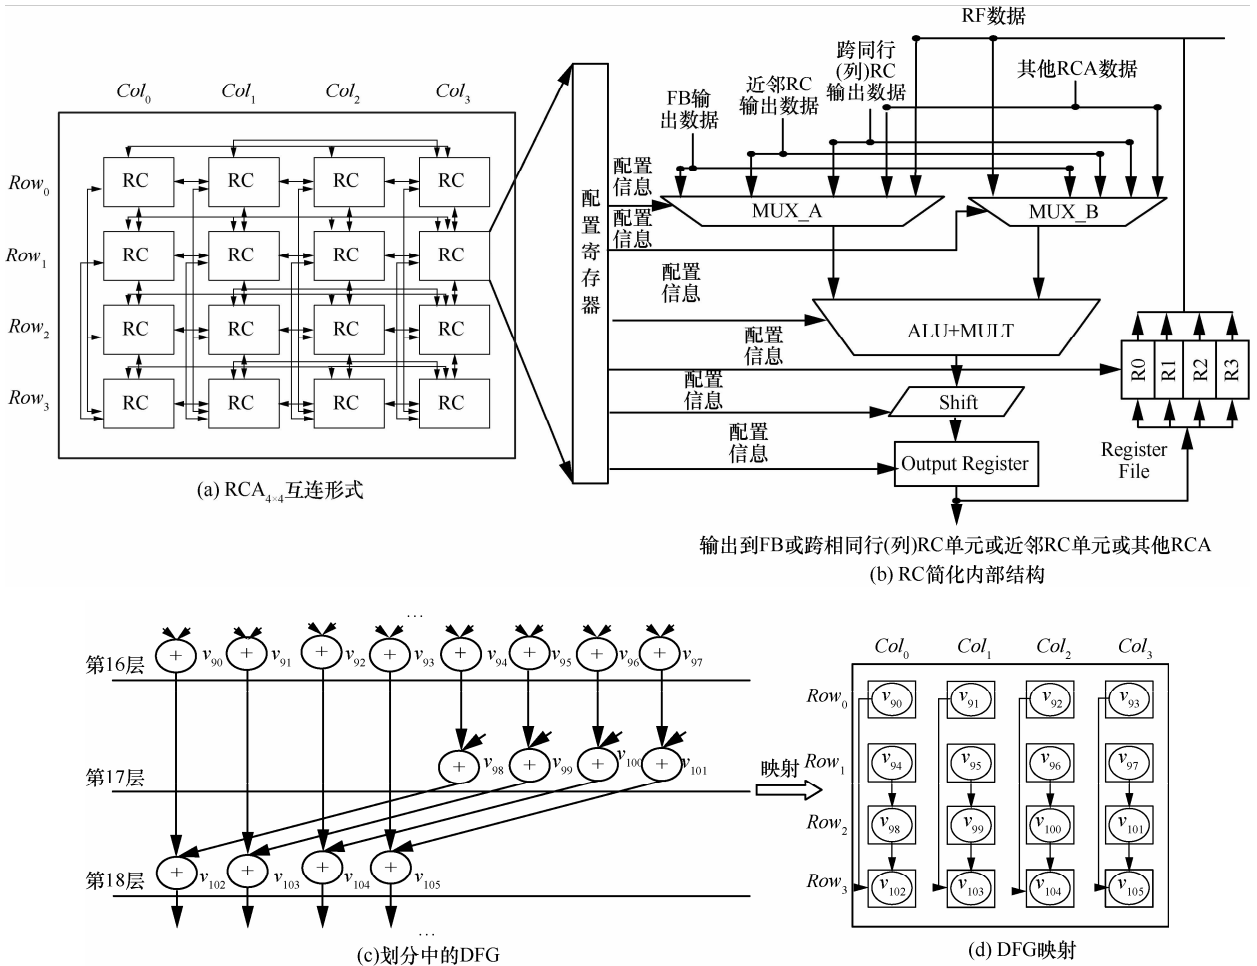 Col0 Col1 Col2 Col3
Row0 RC RC RC RC
Row1 RC RC RC RC
Row2 RC RC RC RC
Row3 RC RC RC RC
(a) RCA4×4互连形式
RF数据
跨同行
(列)RC
输出数据
其他RCA数据
近邻RC
输出数据
FB输
出数据
配置
信息
配置
信息
配置
信息
配置
信息
配置
信息
配置
信息
配置寄存器
MUX_A
MUX_B
ALU+MULT
Shift
Output Register
R0 R1 R2 R3
Register
File
输出到FB或跨相同行(列)RC单元或近邻RC单元或其他RCA
(b) RC简化内部结构
...
第16层 + v90 + v91 + v92 + v93 + v94 + v95 + v96 + v97
第17层 + v98 + v99 + v100 + v101
第18层 + v102 + v103 + v104 + v105
...
(c)划分中的DFG
映射
Col0 Col1 Col2 Col3
Row0 v90 v91 v92 v93
Row1 v94 v95 v96 v97
Row2 v98 v99 v100 v101
Row3 v102 v103 v104 v105
(d) DFG映射